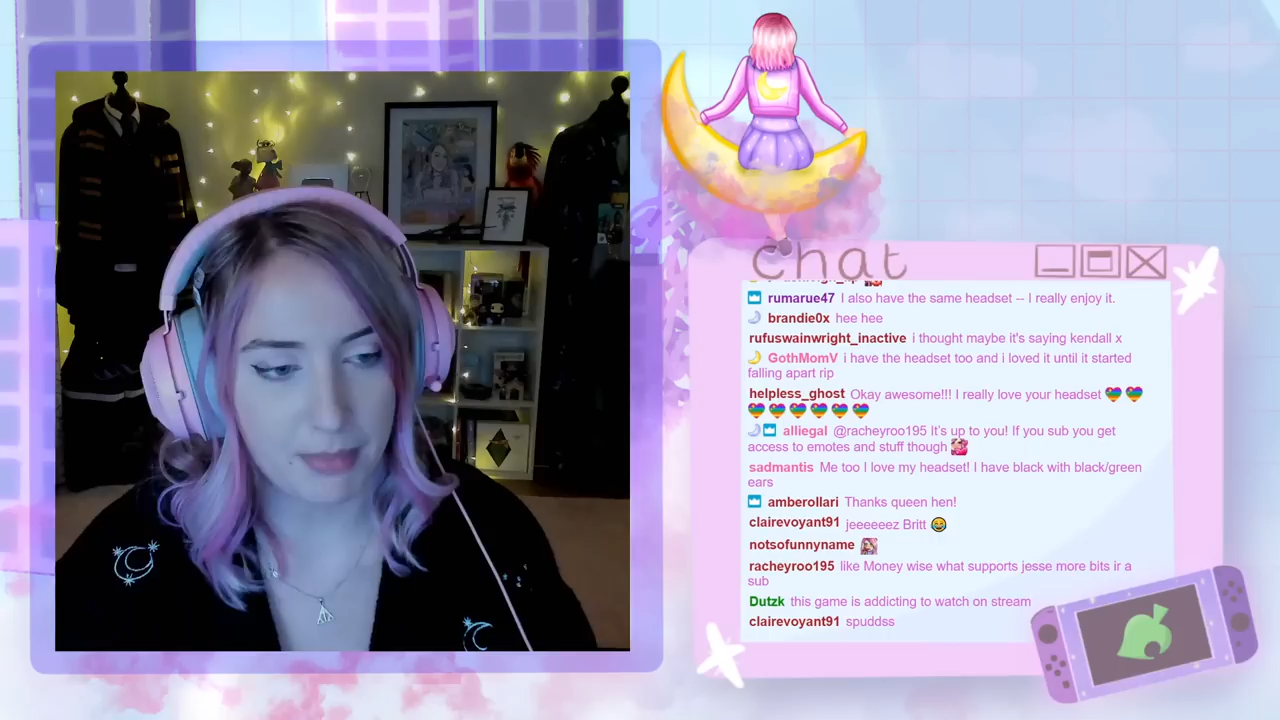 chat
rumarue47 I also have the same headset -- I really enjoy it.
brandie0x hee hee
rufuswainwright_inactive i thought maybe it's saying kendall x
GothMomV i have the headset too and i loved it until it started
falling apart rip
helpless_ghost Okay awesome!!! I really love your headset
alliegal @racheyroo195 It's up to you! If you sub you get
access to emotes and stuff though
sadmantis Me too I love my headset! I have black with black/green
ears
amberollari Thanks queen hen!
clairevoyant91 jeeeeeez Britt
notsofunnyname
racheyroo195 like Money wise what supports jesse more bits ir a
sub
Dutzk this game is addicting to watch on stream
clairevoyant91 spuddss